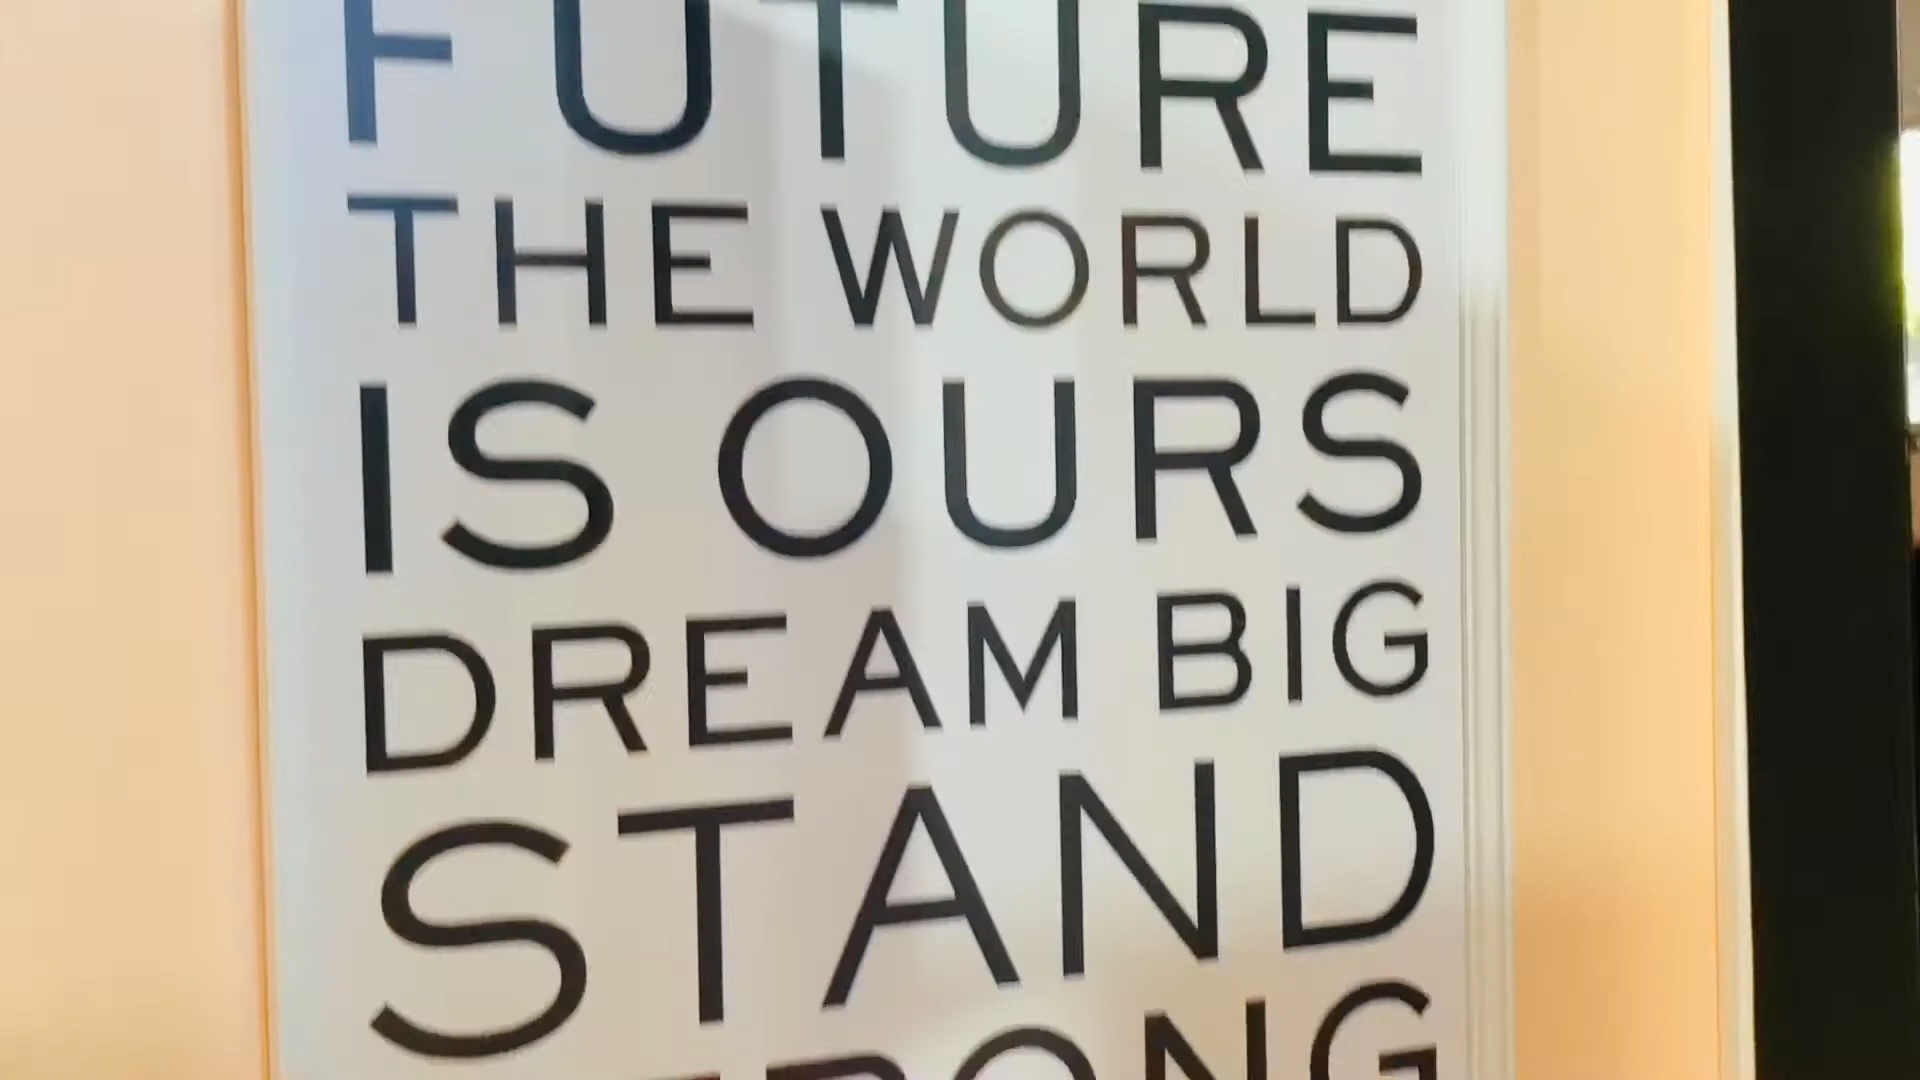 FUTURE
THE WORLD
IS OURS
DREAM BIG
STAND
STRONG